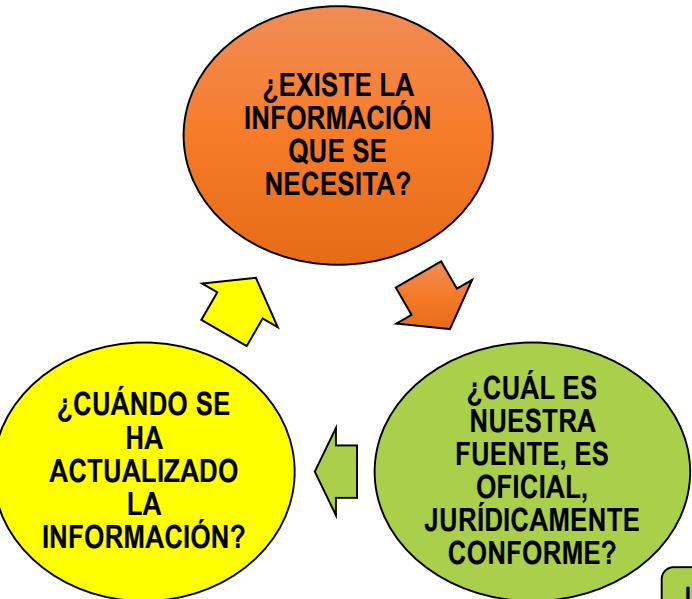 ¿EXISTE LA
INFORMACIÓN
QUE SE
NECESITA?
¿CUÁL ES
NUESTRA
FUENTE, ES
OFICIAL,
JURÍDICAMENTE
CONFORME?
¿CUÁNDO SE
HA
ACTUALIZADO
LA
INFORMACIÓN?